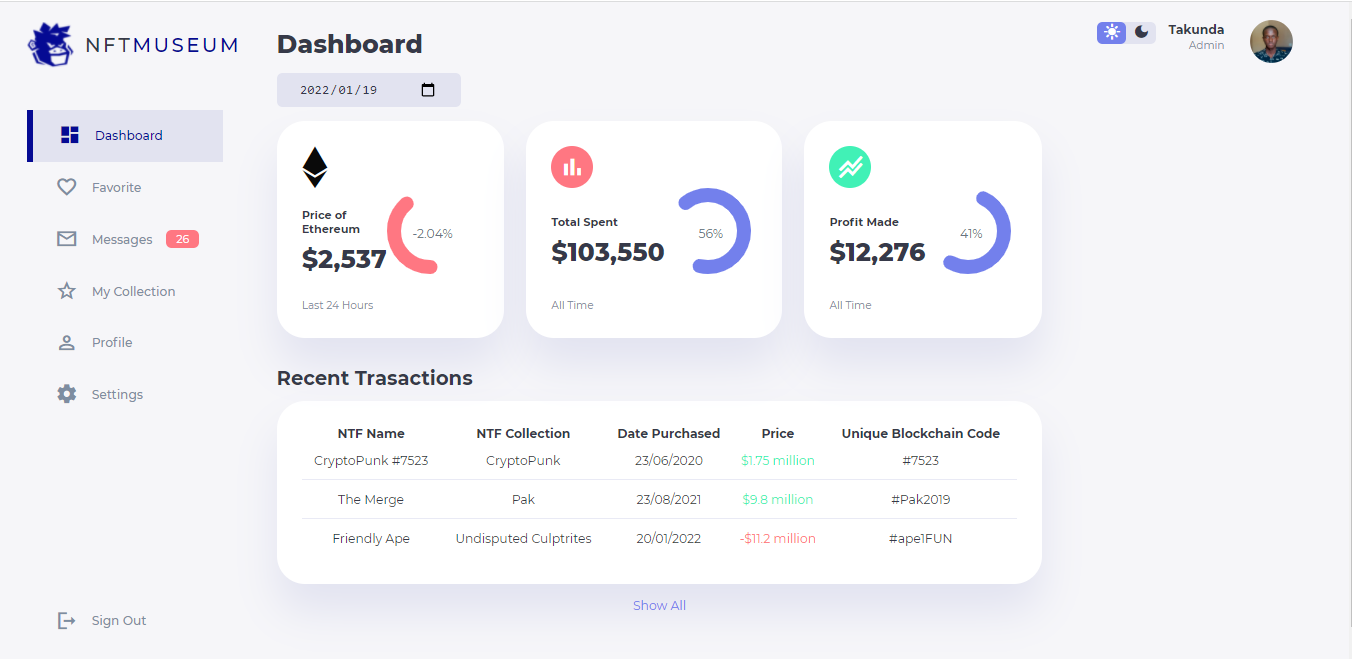 NFTMUSEUM
Dashboard
Favorite
Messages 26
My Collection
Profile
Settings
Sign Out
Dashboard
2022/01/19
Price of
Ethereum
$2,537
-2.04%
Last 24 Hours
Total Spent
$103,550
56%
All Time
Profit Made
$12,276
41%
All Time
Recent Trasactions
NTF Name NTF Collection Date Purchased Price Unique Blockchain Code
CryptoPunk #7523 CryptoPunk 23/06/2020 $1.75 million #7523
The Merge Pak 23/08/2021 $9.8 million #Pak2019
Friendly Ape Undisputed Culptrites 20/01/2022 -$11.2 million #ape1FUN
Show All
Takunda
Admin